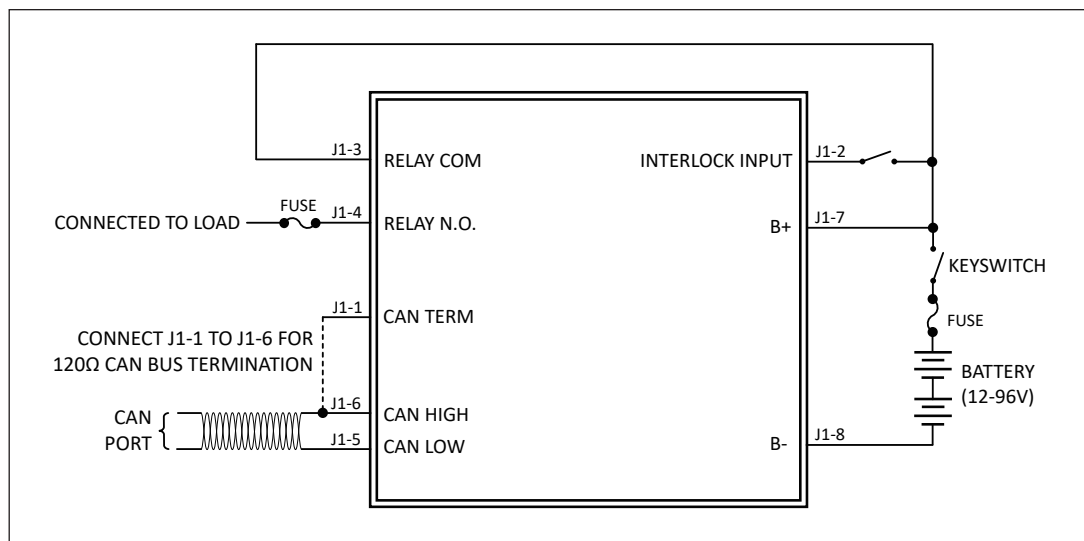 J1-3
RELAY COM
INTERLOCK INPUT
J1-2
FUSE
CONNECTED TO LOAD
J1-4
RELAY N.O.
B+
J1-7
KEYSWITCH
FUSE
J1-1
CAN TERM
CONNECT J1-1 TO J1-6 FOR
120Ω CAN BUS TERMINATION
BATTERY
(12-96V)
CAN
PORT
J1-6
CAN HIGH
J1-5
CAN LOW
B-
J1-8